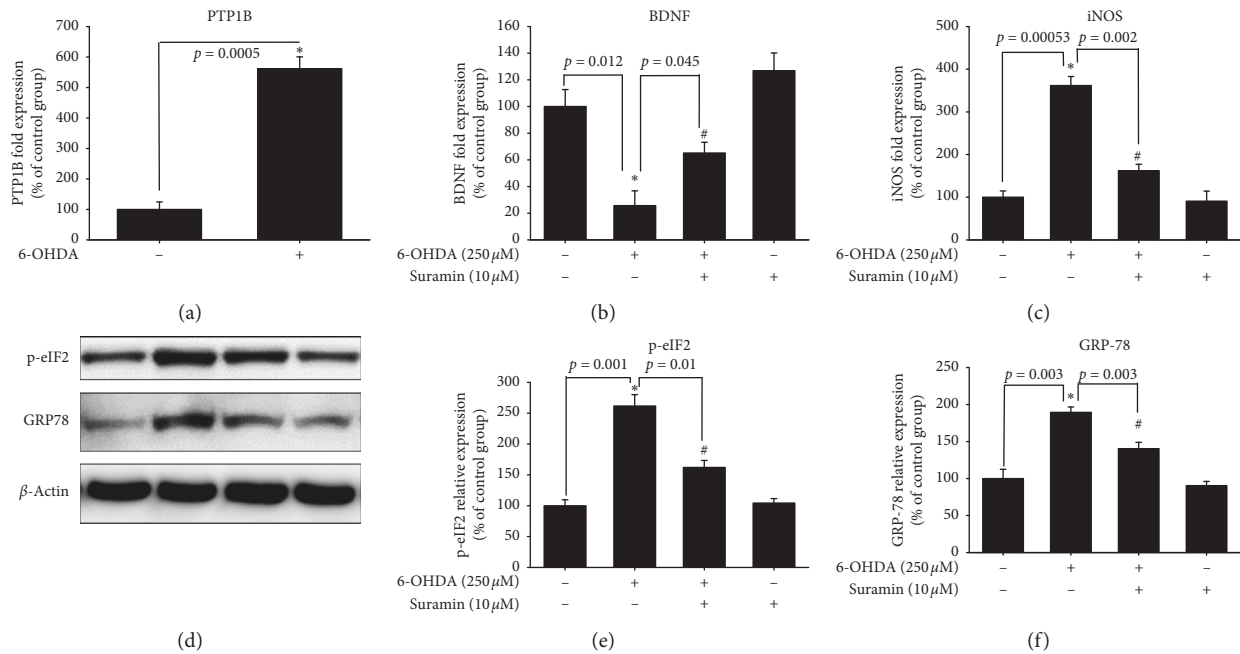 PTP1B
PTP1B fold expression
(% of control group)
700
600
500
400
300
200
100
0
p = 0.0005
*
6-OHDA – +
(a)
BDNF
BDNF fold expression
(% of control group)
160
140
120
100
80
60
40
20
0
p = 0.012
p = 0.045
*
#
6-OHDA (250 μM) – + + –
Suramin (10 μM) – – + +
(b)
iNOS
iNOS fold expression
(% of control group)
500
400
300
200
100
0
p = 0.00053
p = 0.002
*
#
6-OHDA (250 μM) – + + –
Suramin (10 μM) – – + +
(c)
p-eIF2
GRP78
β-Actin
(d)
p-eIF2
p-eIF2 relative expression
(% of control group)
300
250
200
150
100
50
0
p = 0.001
p = 0.01
*
#
6-OHDA (250 μM) – + + –
Suramin (10 μM) – – + +
(e)
GRP-78
GRP-78 relative expression
(% of control group)
250
200
150
100
50
0
p = 0.003
p = 0.003
*
#
6-OHDA (250 μM) – + + –
Suramin (10 μM) – – + +
(f)